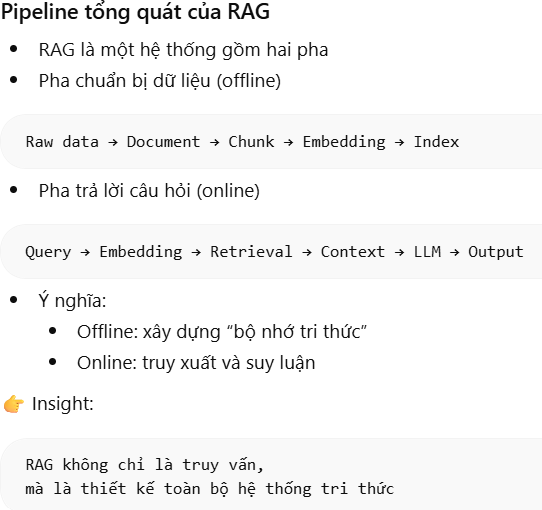 Pipeline tổng quát của RAG
• RAG là một hệ thống gồm hai pha
• Pha chuẩn bị dữ liệu (offline)
Raw data → Document → Chunk → Embedding → Index
• Pha trả lời câu hỏi (online)
Query → Embedding → Retrieval → Context → LLM → Output
• Ý nghĩa:
• Offline: xây dựng “bộ nhớ tri thức”
• Online: truy xuất và suy luận
👉 Insight:
RAG không chỉ là truy vấn,
mà là thiết kế toàn bộ hệ thống tri thức